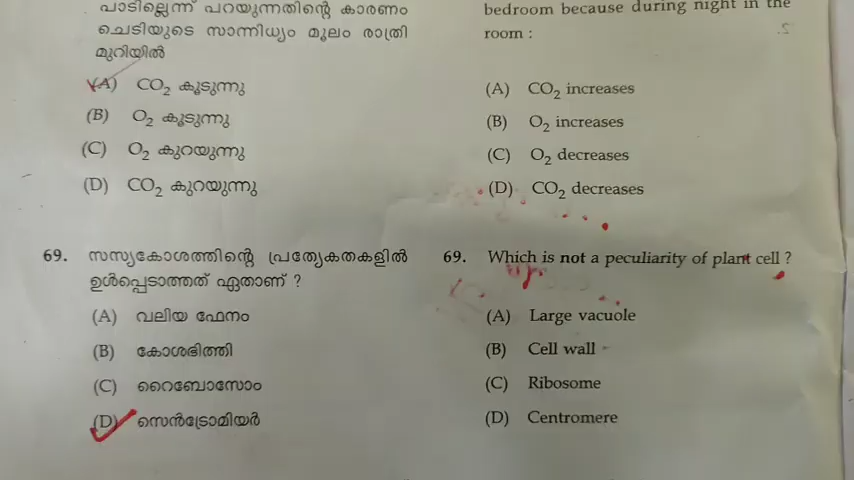 പാടില്ലെന്ന് പറയുന്നതിന്റെ കാരണം
ചെടിയുടെ സാന്നിധ്യം മൂലം രാത്രി
മുറിയിൽ
(A) CO₂ കൂടുന്നു
(B) O₂ കൂടുന്നു
(C) O₂ കുറയുന്നു
(D) CO₂ കുറയുന്നു
69. സസ്യകോശത്തിന്റെ പ്രത്യേകതകളിൽ
ഉൾപ്പെടാത്തത് ഏതാണ് ?
(A) വലിയ ഫേനം
(B) കോശഭിത്തി
(C) റൈബോസോം
(D) സെൻട്രോമിയർ
bedroom because during night in the
room :
(A) CO₂ increases
(B) O₂ increases
(C) O₂ decreases
(D) CO₂ decreases
69. Which is not a peculiarity of plant cell ?
(A) Large vacuole
(B) Cell wall
(C) Ribosome
(D) Centromere